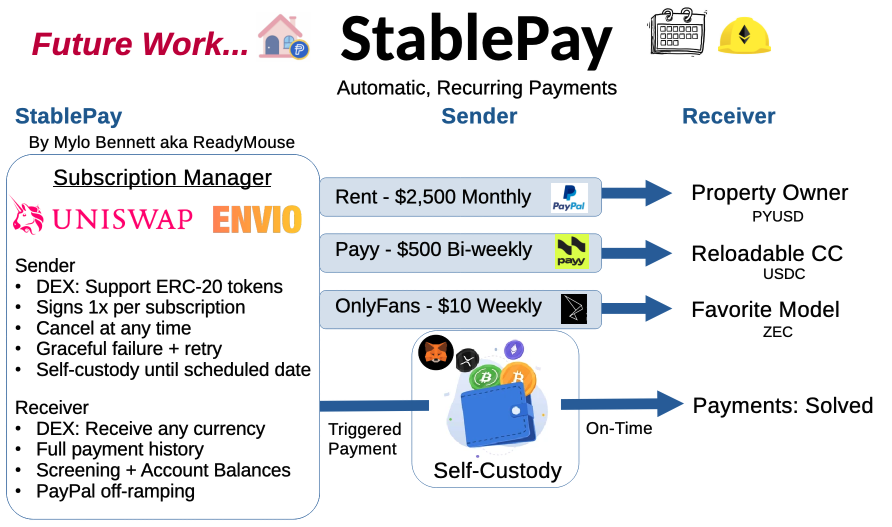 Future Work...
StablePay
Automatic, Recurring Payments
StablePay
Sender
Receiver
By Mylo Bennett aka ReadyMouse
Subscription Manager
UNISWAP
ENVIO
Sender
• DEX: Support ERC-20 tokens
• Signs 1x per subscription
• Cancel at any time
• Graceful failure + retry
• Self-custody until scheduled date
Receiver
• DEX: Receive any currency
• Full payment history
• Screening + Account Balances
• PayPal off-ramping
Rent - $2,500 Monthly
PayPal
Property Owner
PYUSD
Payy - $500 Bi-weekly
payy
Reloadable CC
USDC
OnlyFans - $10 Weekly
Favorite Model
ZEC
Triggered
Payment
Self-Custody
On-Time
Payments: Solved